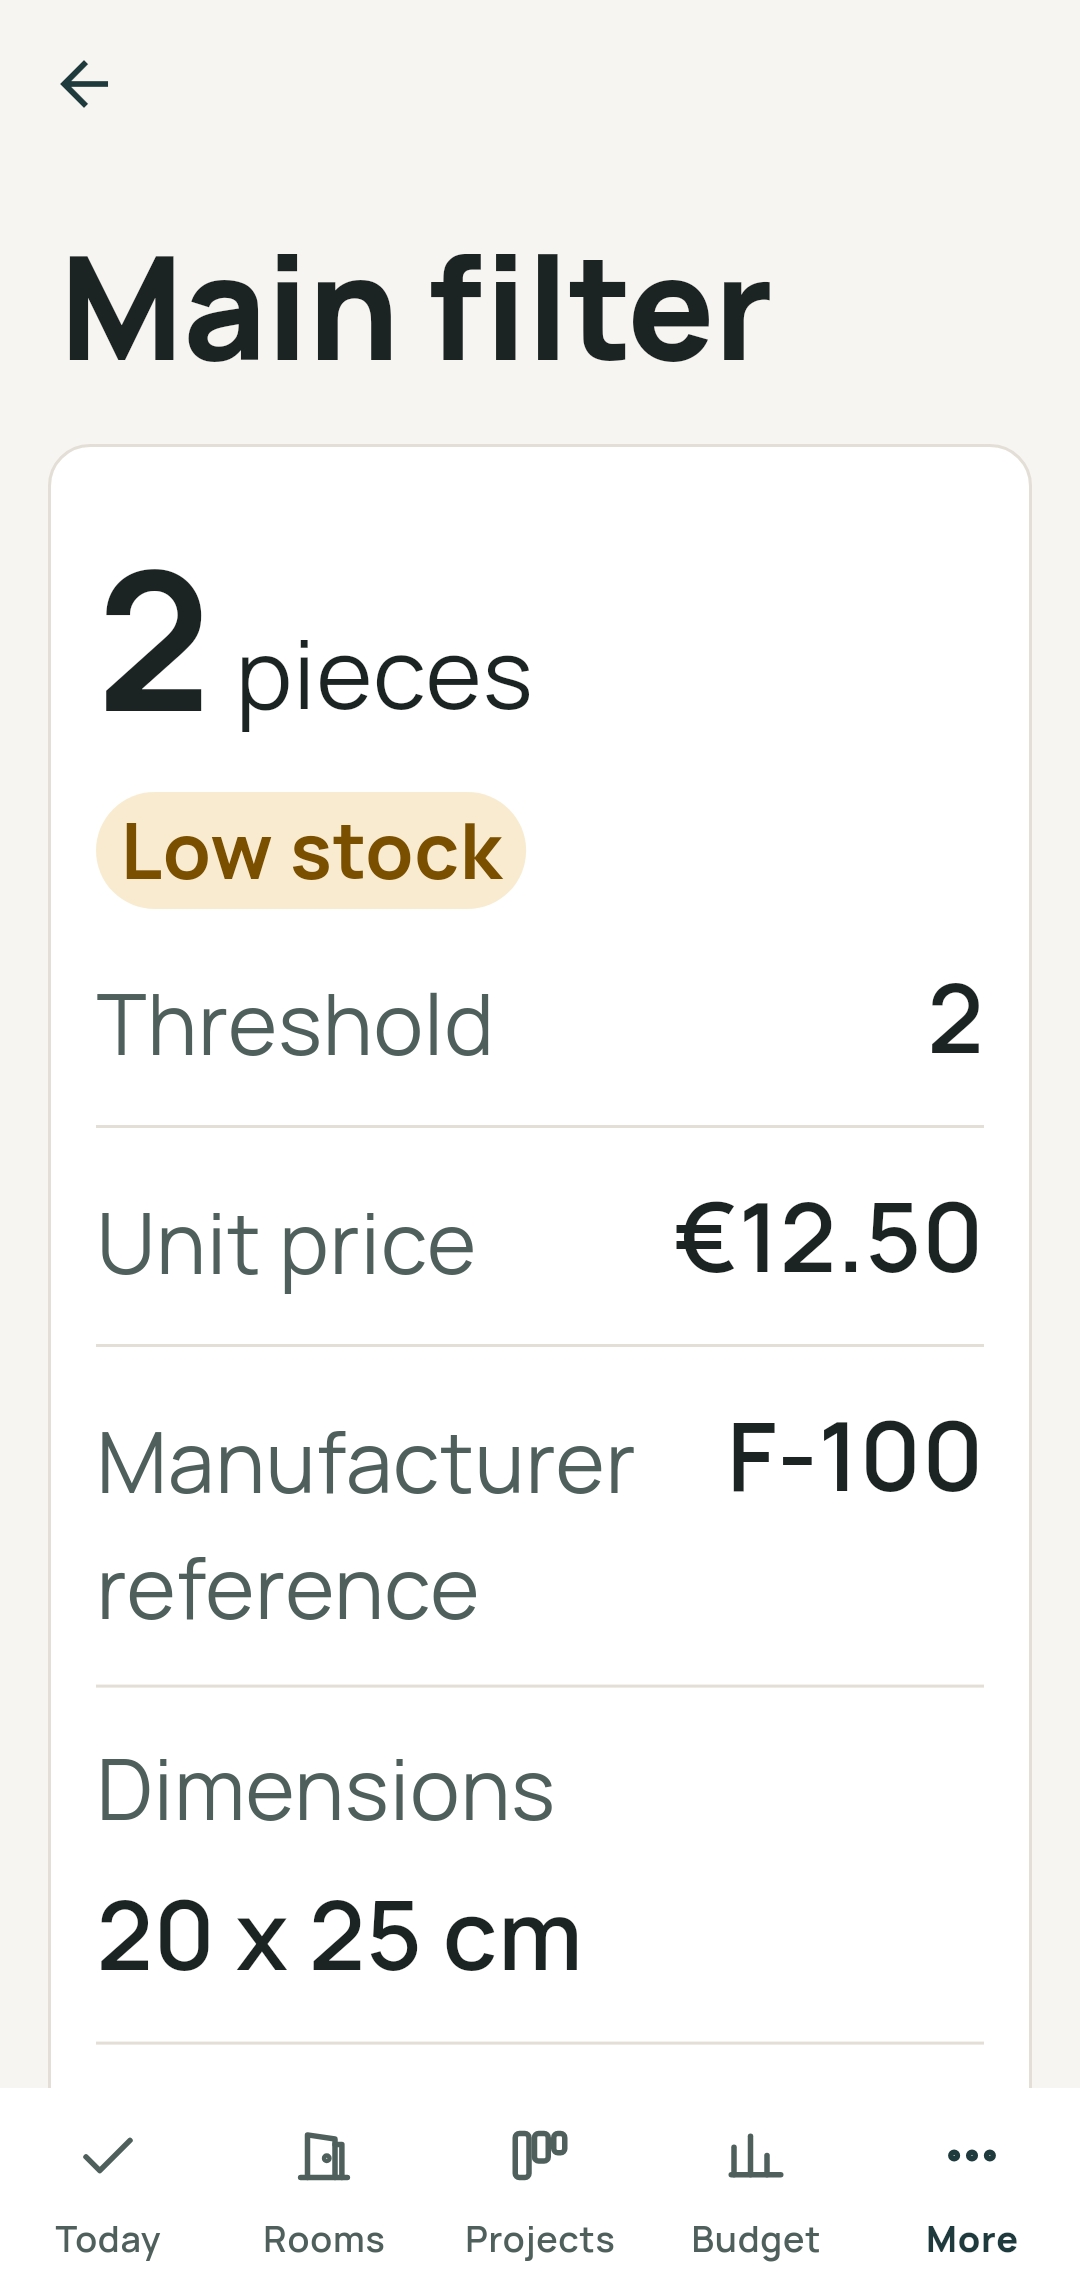 Main filter
2 pieces
Low stock
Threshold 2
Unit price €12.50
Manufacturer F-100
reference
Dimensions
20 x 25 cm
Today Rooms Projects Budget More